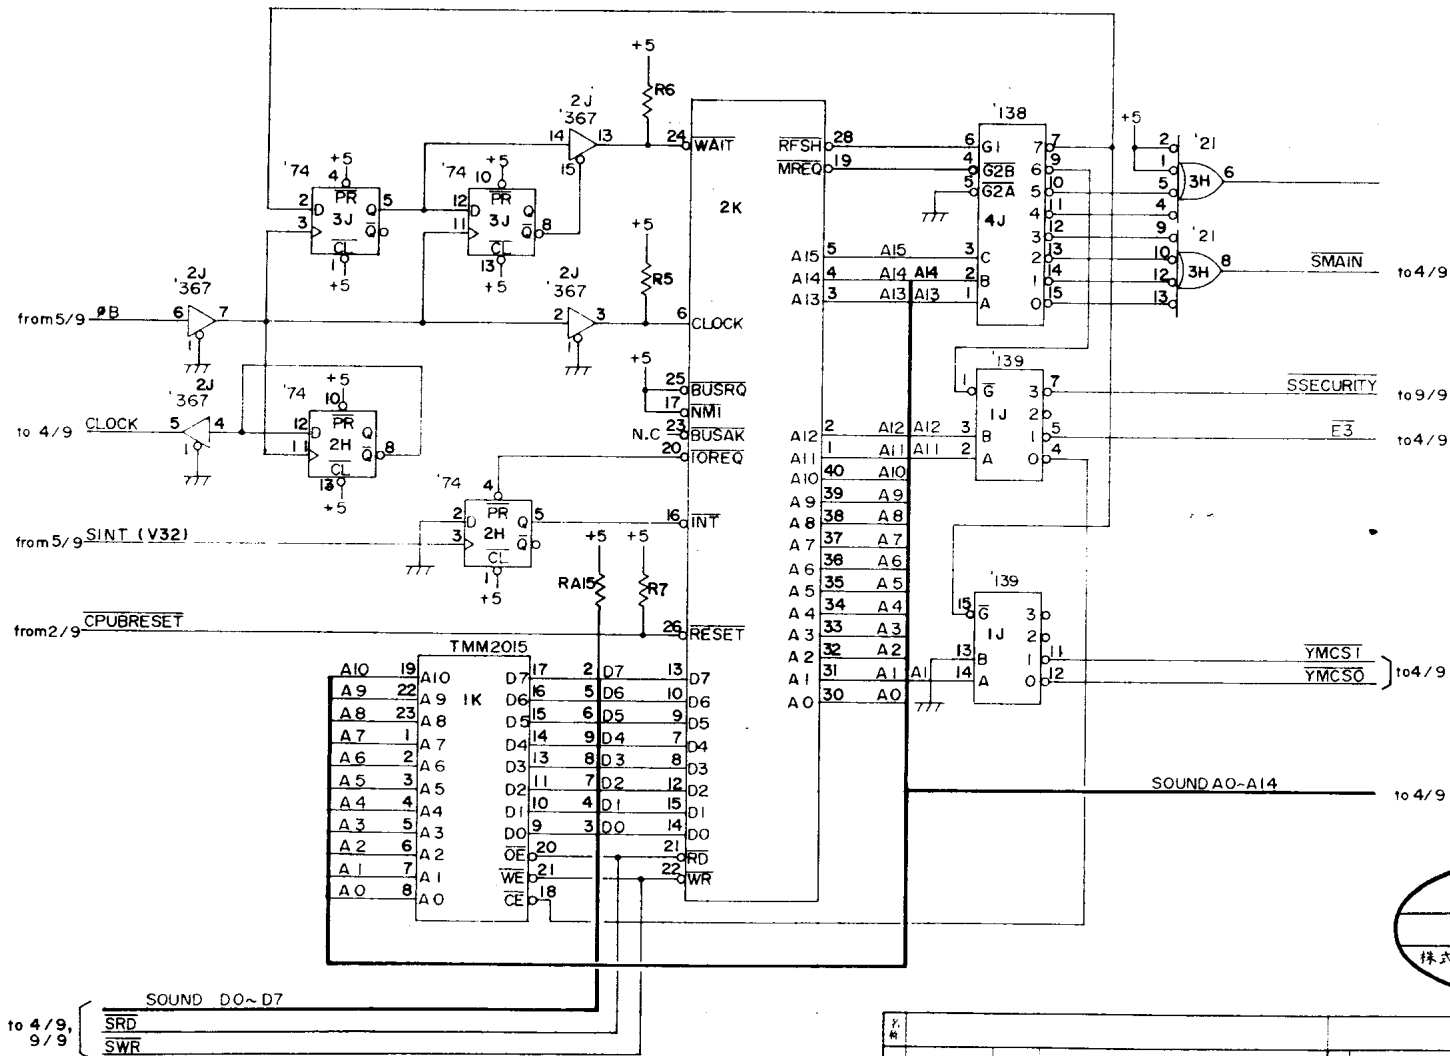 +5
R6
2J
'367
14
13
15
24
WAIT
2K
RFSH
28
MREQ
19
'138
6
G1
4
G2B
5
G2A
4J
7
7
6
9
5
10
4
11
3
12
2
13
1
14
0
15
+5
2
1
5
4
'21
3H
6
9
10
12
13
'21
3H
8
SMAIN
to 4/9
'74
+5
4
PR
2
D
Q
5
3
3J
Q
CL
1
+5
'74
+5
10
PR
12
D
Q
11
3J
Q
8
CL
13
+5
+5
R5
2J
'367
2
3
1
6
CLOCK
A15
5
A15
3
C
A14
4
A14
A14
2
B
A13
3
A13
A13
1
A
from 5/9
øB
2J
'367
6
7
1
+5
25
BUSRQ
17
NMI
N.C
23
BUSAK
20
IOREQ
'139
1
G
3
7
1J
2
3
B
1
5
2
A
0
4
SSECURITY
to 9/9
E3
to 4/9
to 4/9
CLOCK
2J
'367
5
4
1
'74
+5
10
PR
12
D
Q
11
2H
Q
8
CL
13
+5
A12
2
A12
A12
A11
1
A11
A11
A10
40
A10
A9
39
A9
A8
38
A8
A7
37
A7
A6
36
A6
A5
35
A5
A4
34
A4
A3
33
A3
A2
32
A2
A1
31
A1
A1
A0
30
A0
'74
4
PR
2
D
Q
5
3
2H
Q
CL
1
+5
16
INT
from 5/9
SINT (V32)
+5
RA15
+5
R7
from 2/9
CPUBRESET
26
RESET
'139
15
G
3
1J
2
13
B
1
11
14
A
0
12
YMCS1
YMCS0
to 4/9
TMM2015
1K
A10
19
A10
D7
17
2
D7
13
D7
A9
22
A9
D6
16
5
D6
10
D6
A8
23
A8
D5
15
6
D5
9
D5
A7
1
A7
D4
14
9
D4
7
D4
A6
2
A6
D3
13
8
D3
8
D3
A5
3
A5
D2
11
7
D2
12
D2
A4
4
A4
D1
10
4
D1
15
D1
A3
5
A3
D0
9
3
D0
14
D0
A2
6
A2
OE
20
21
RD
A1
7
A1
WE
21
22
WR
A0
8
A0
CE
18
SOUND A0~A14
to 4/9
株式
SOUND D0~D7
to 4/9,
9/9
SRD
SWR
名称